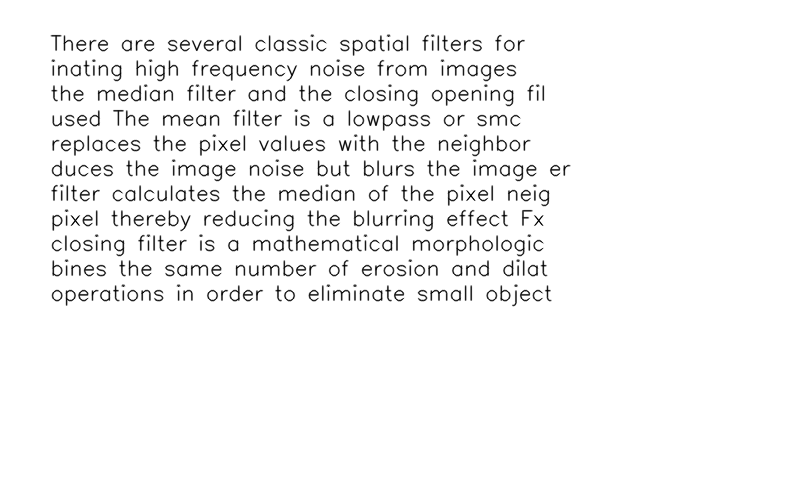 There are several classic spatial filters for
inating high frequency noise from images
the median filter and the closing opening fil
used The mean filter is a lowpass or smc
replaces the pixel values with the neighbor
duces the image noise but blurs the image er
filter calculates the median of the pixel neig
pixel thereby reducing the blurring effect Fx
closing filter is a mathematical morphologic
bines the same number of erosion and dilat
operations in order to eliminate small object